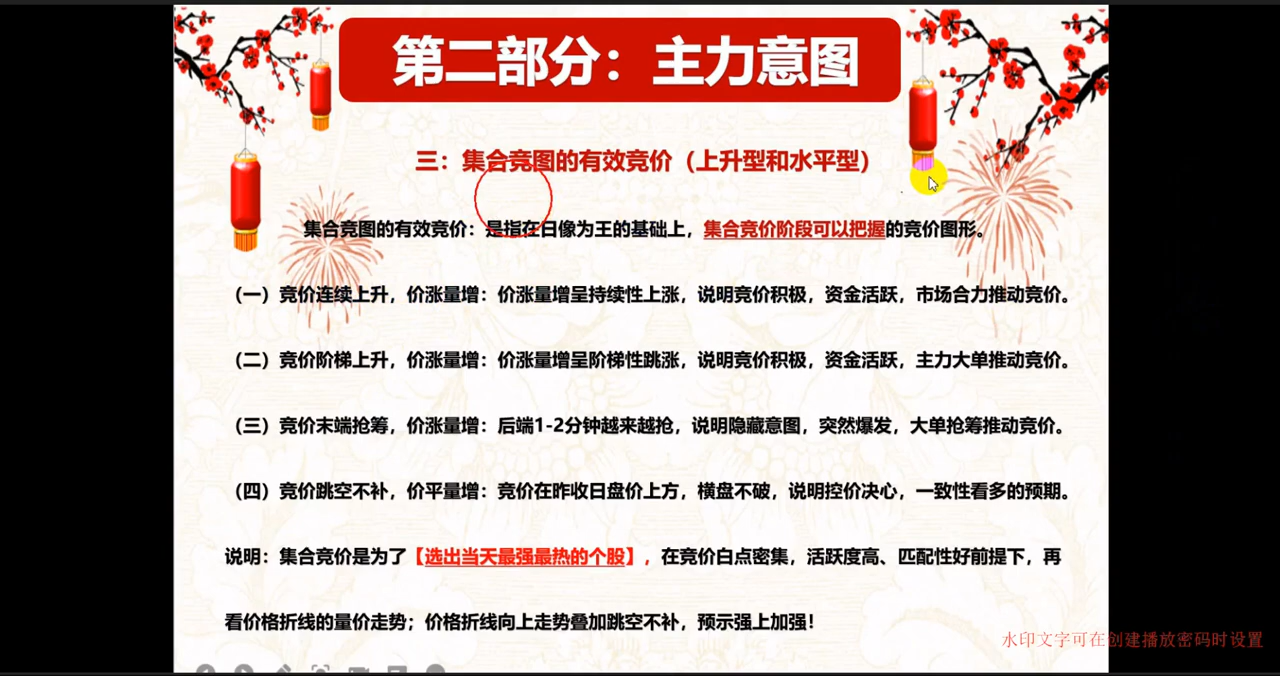 第二部分：主力意图
三：集合竞图的有效竞价（上升型和水平型）
集合竞图的有效竞价：是指在日像为王的基础上，集合竞价阶段可以把握的竞价图形。
（一）竞价连续上升，价涨量增：价涨量增呈持续性上涨，说明竞价积极，资金活跃，市场合力推动竞价。
（二）竞价阶梯上升，价涨量增：价涨量增呈阶梯性跳涨，说明竞价积极，资金活跃，主力大单推动竞价。
（三）竞价末端抢筹，价涨量增：后端1-2分钟越来越抢，说明隐藏意图，突然爆发，大单抢筹推动竞价。
（四）竞价跳空不补，价平量增：竞价在昨收日盘价上方，横盘不破，说明控价决心，一致性看多的预期。
说明：集合竞价是为了【选出当天最强最热的个股】，在竞价白点密集，活跃度高、匹配性好前提下，再
看价格折线的量价走势；价格折线向上走势叠加跳空不补，预示强上加强！
水印文字可在创建播放密码时设置